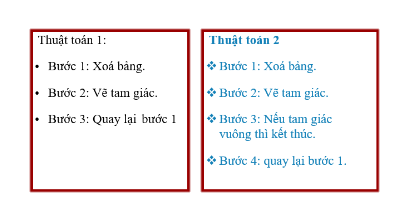 Thuật toán 1:
• Bước 1: Xoá bảng.
• Bước 2: Vẽ tam giác.
• Bước 3: Quay lại bước 1
Thuật toán 2
❖ Bước 1: Xoá bảng.
❖ Bước 2: Vẽ tam giác.
❖ Bước 3: Nếu tam giác
vuông thì kết thúc.
❖ Bước 4: quay lại bước 1.